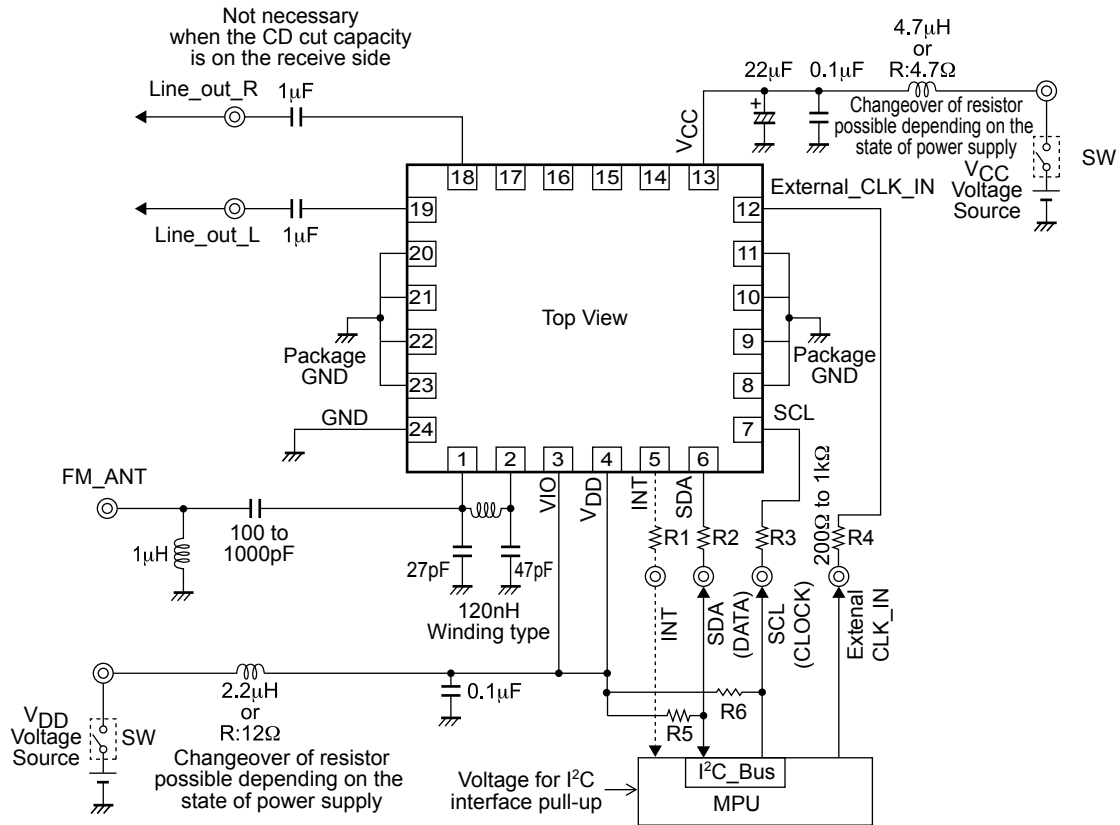 Not necessary
when the CD cut capacity
is on the receive side
Line_out_R
1μF
22μF
0.1μF
4.7μH
or
R:4.7Ω
Changeover of resistor
possible depending on the
state of power supply
SW
VCC
Voltage
Source
VCC
18
17
16
15
14
13
External_CLK_IN
Line_out_L
1μF
19
20
21
22
23
24
12
11
10
9
8
7
Top View
Package
GND
Package
GND
GND
SCL
1
2
3
4
5
6
FM_ANT
1μH
100 to
1000pF
27pF
47pF
120nH
Winding type
VIO
VDD
INT
SDA
200Ω to 1kΩ
R1
R2
R3
R4
INT
SDA
(DATA)
SCL
(CLOCK)
Extenal
CLK_IN
2.2μH
or
R:12Ω
0.1μF
R6
R5
VDD
Voltage
Source
SW
Changeover of resistor
possible depending on the
state of power supply
Voltage for I²C
interface pull-up
I²C_Bus
MPU